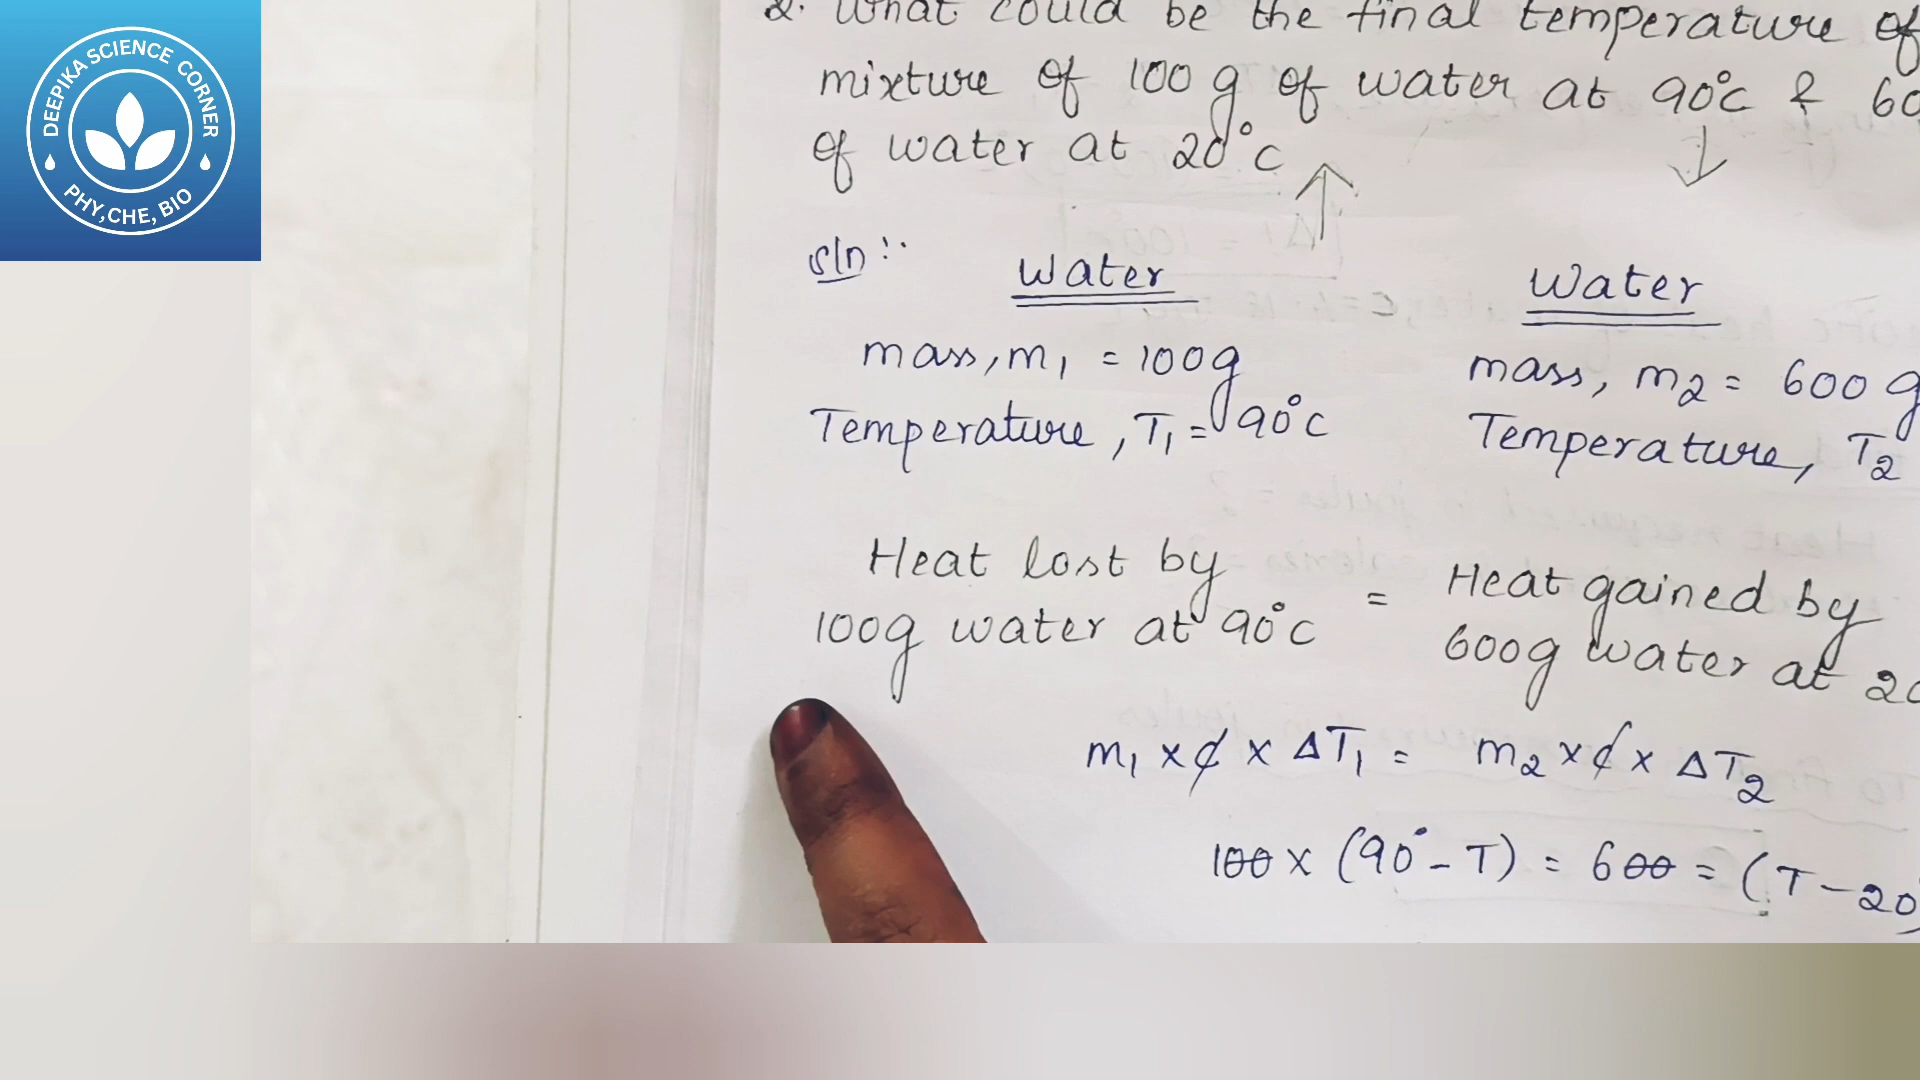 DEEPIKA SCIENCE CORNER
PHY,CHE, BIO
2. What could be the final temperature of
mixture of 100 g of water at 90°C & 60
of water at 20°C
Sln :-
Water
mass, m1 = 100g
Temperature, T1 = 90°C
Water
mass, m2 = 600 g
Temperature, T2
Heat lost by
100g water at 90°C
=
Heat gained by
600g water at 20
m1 × c × ΔT1 = m2 × c × ΔT2
100 × (90° - T) = 600 = (T - 20)